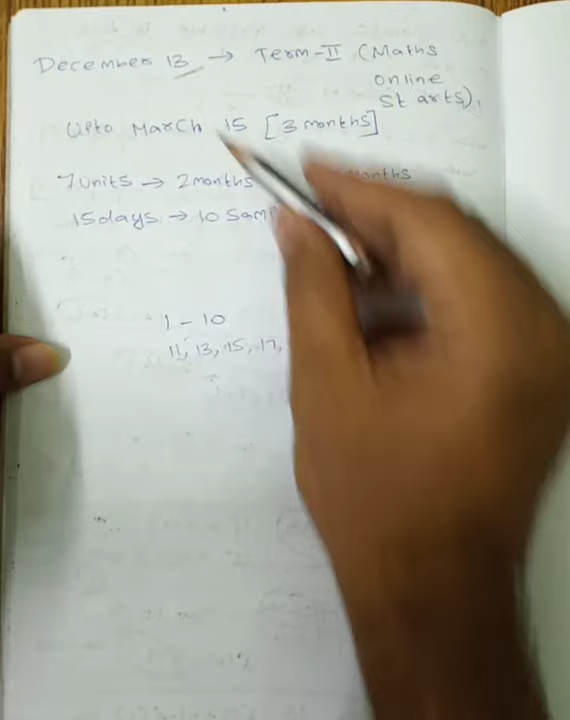 December 13 → Term-II (Maths
online
Starts),
Upto March 15 [3 months]
7 Units → 2 months
15 days → 10
1 - 10
11, 13, 15, 17,